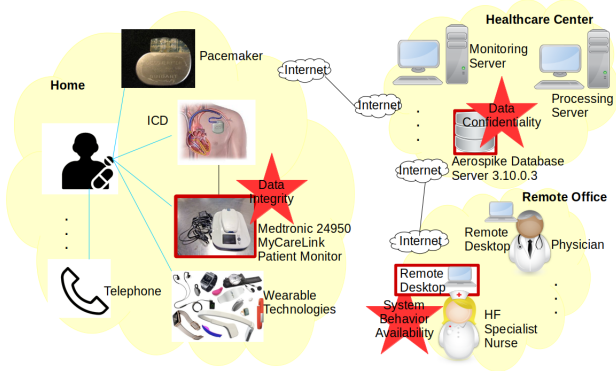 Home
Pacemaker
ICD
Data
Integrity
Medtronic 24950
MyCareLink
Patient Monitor
Telephone
Wearable
Technologies
Internet
Internet
Healthcare Center
Monitoring
Server
Processing
Server
Data
Confidentiality
Aerospike Database
Server 3.10.0.3
Internet
Internet
Remote Office
Remote
Desktop
Physician
Remote
Desktop
System
Behavior
Availability
HF
Specialist
Nurse